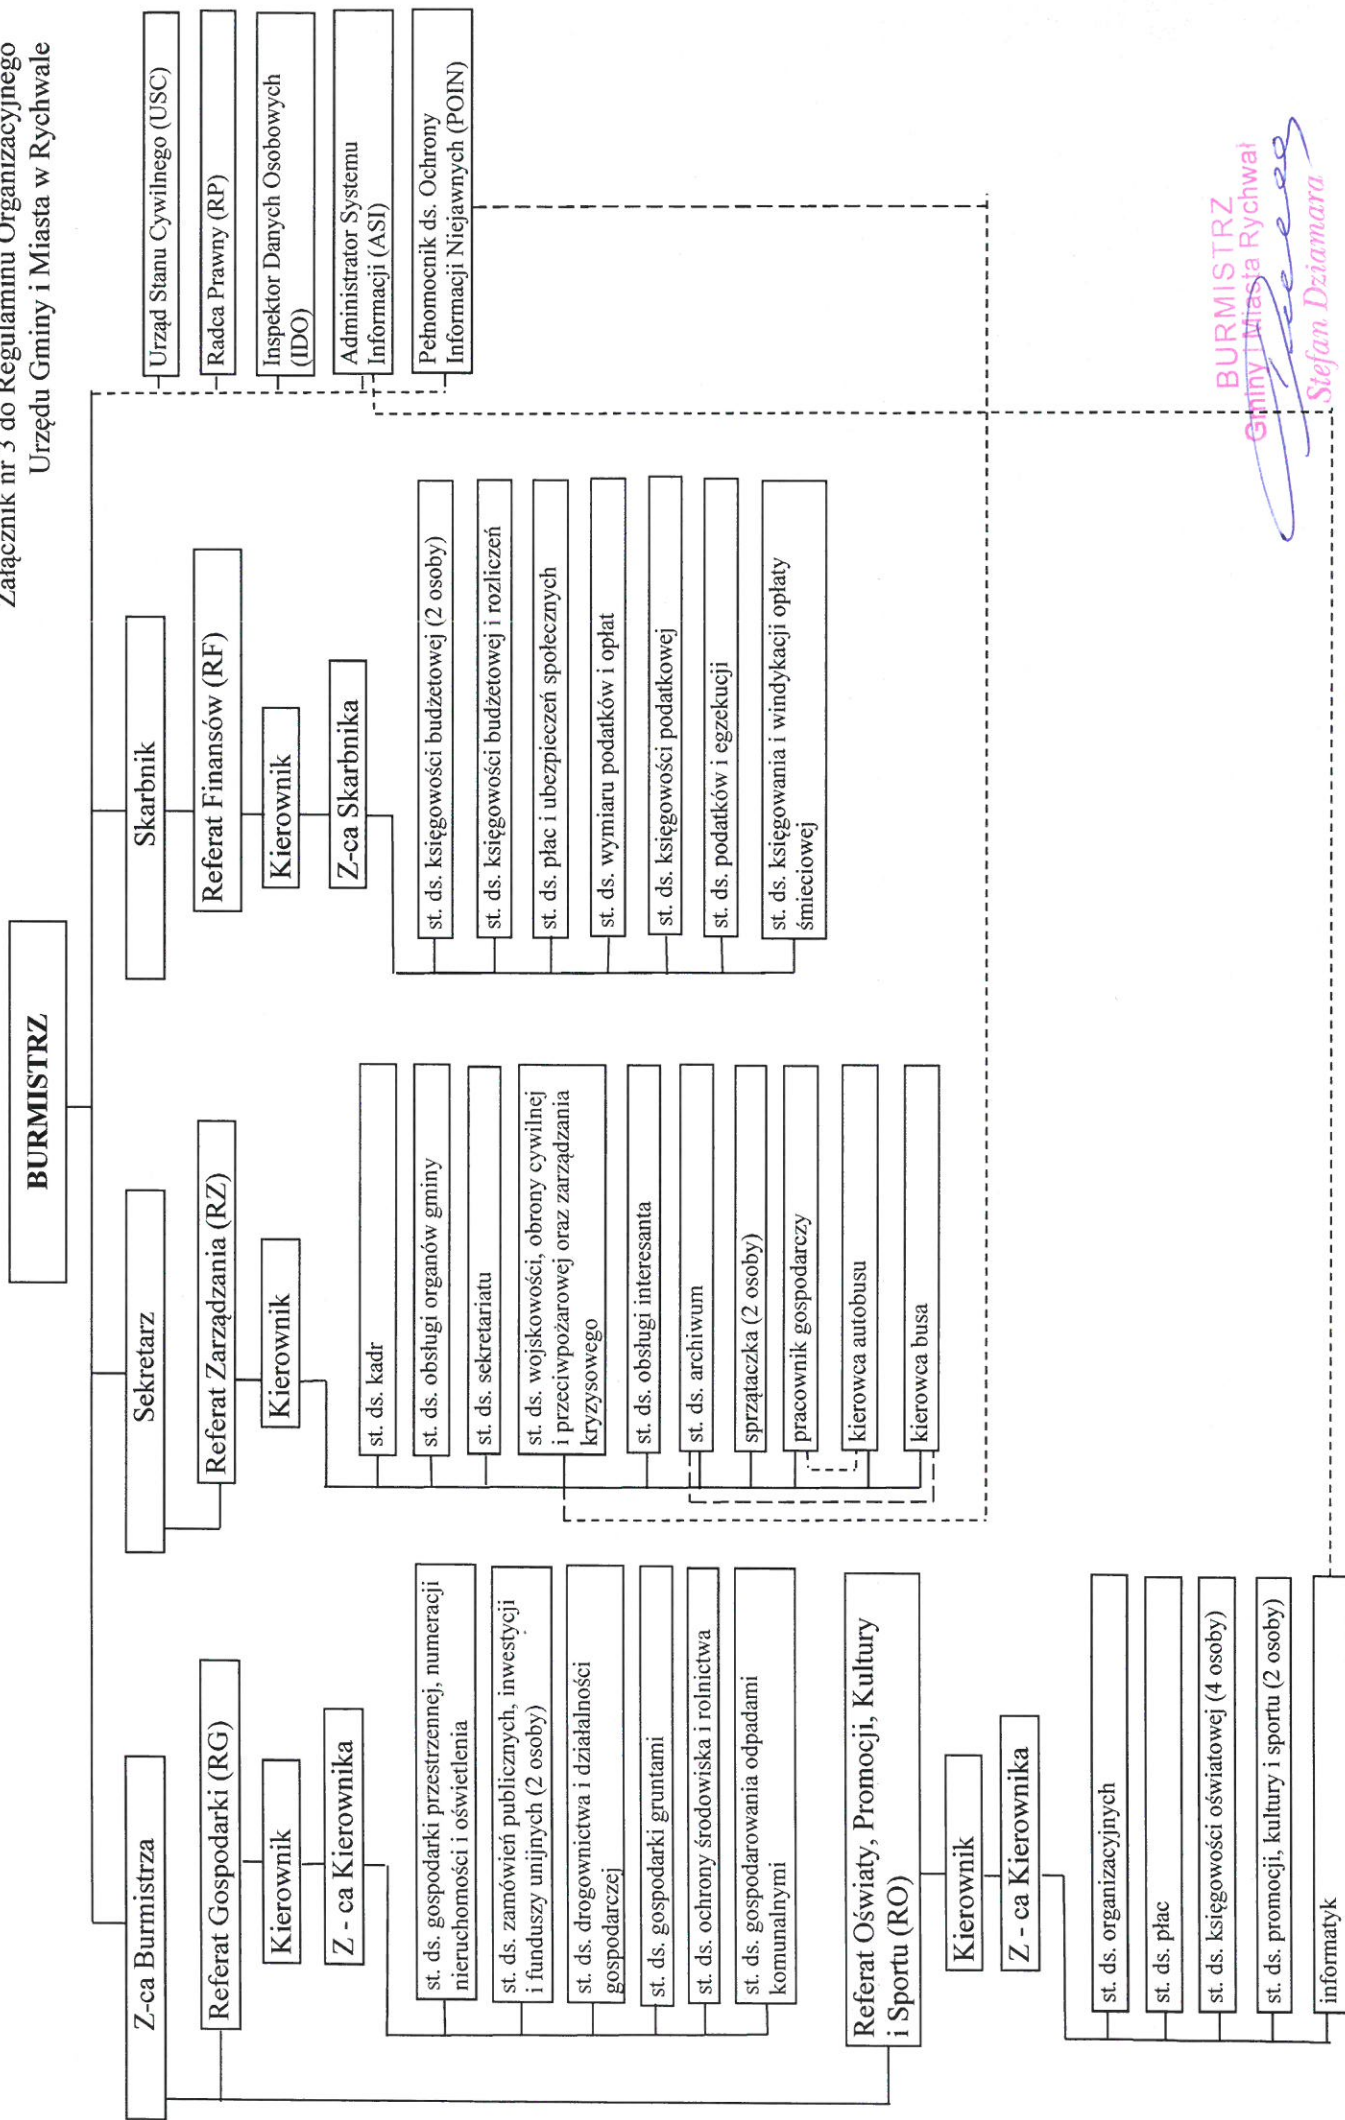 Załącznik nr 3 do Regulaminu Organizacyjnego
Urzędu Gminy i Miasta w Rychwale
BURMISTRZ
Z-ca Burmistrza
Referat Gospodarki (RG)
Kierownik
Z - ca Kierownika
st. ds. gospodarki przestrzennej, numeracji
nieruchomości i oświetlenia
st. ds. zamówień publicznych, inwestycji
i funduszy unijnych (2 osoby)
st. ds. drogownictwa i działalności
gospodarczej
st. ds. gospodarki gruntami
st. ds. ochrony środowiska i rolnictwa
st. ds. gospodarowania odpadami
komunalnymi
Referat Oświaty, Promocji, Kultury
i Sportu (RO)
Kierownik
Z - ca Kierownika
st. ds. organizacyjnych
st. ds. płac
st. ds. księgowości oświatowej (4 osoby)
st. ds. promocji, kultury i sportu (2 osoby)
informatyk
Sekretarz
Referat Zarządzania (RZ)
Kierownik
st. ds. kadr
st. ds. obsługi organów gminy
st. ds. sekretariatu
st. ds. wojskowości, obrony cywilnej
i przeciwpożarowej oraz zarządzania
kryzysowego
st. ds. obsługi interesanta
st. ds. archiwum
sprzątaczka (2 osoby)
pracownik gospodarczy
kierowca autobusu
kierowca busa
Skarbnik
Referat Finansów (RF)
Kierownik
Z-ca Skarbnika
st. ds. księgowości budżetowej (2 osoby)
st. ds. księgowości budżetowej i rozliczeń
st. ds. płac i ubezpieczeń społecznych
st. ds. wymiaru podatków i opłat
st. ds. księgowości podatkowej
st. ds. podatków i egzekucji
st. ds. księgowania i windykacji opłaty
śmieciowej
Urząd Stanu Cywilnego (USC)
Radca Prawny (RP)
Inspektor Danych Osobowych
(IDO)
Administrator Systemu
Informacji (ASI)
Pełnomocnik ds. Ochrony
Informacji Niejawnych (POIN)
BURMISTRZ
Gminy i Miasta Rychwał
Stefan Dziamara